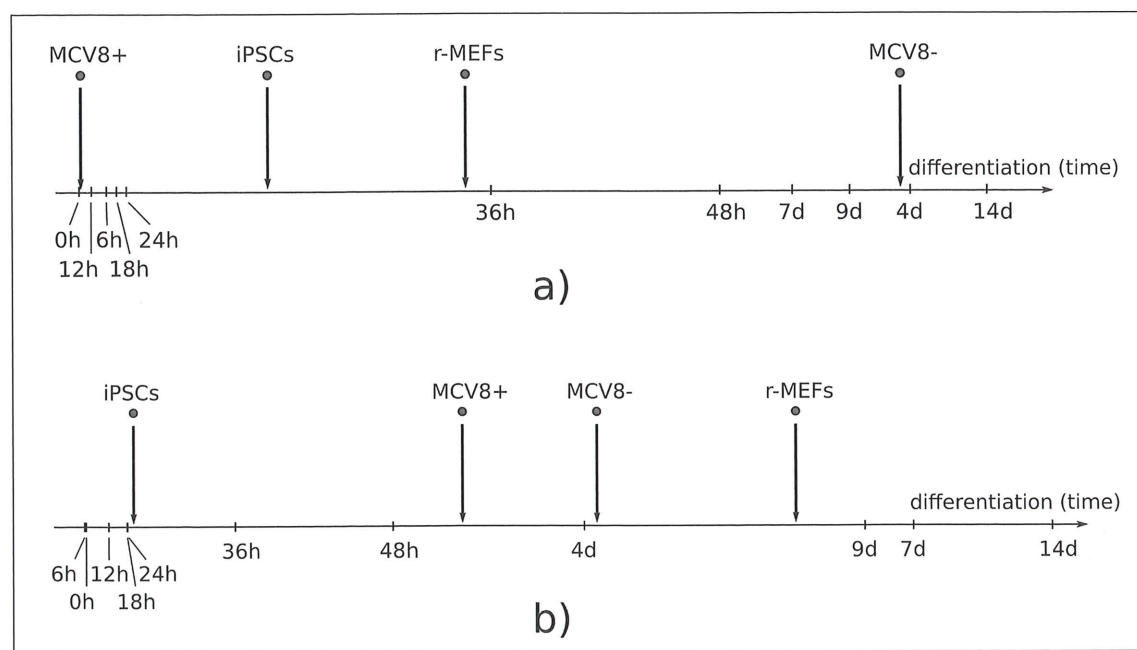 MCV8+ iPSCs r-MEFs MCV8-
differentiation (time)
36h 48h 7d 9d 4d 14d
0h 6h 24h
12h 18h
a)
iPSCs MCV8+ MCV8- r-MEFs
differentiation (time)
36h 48h 4d 9d 7d 14d
6h 12h 24h
0h 18h
b)